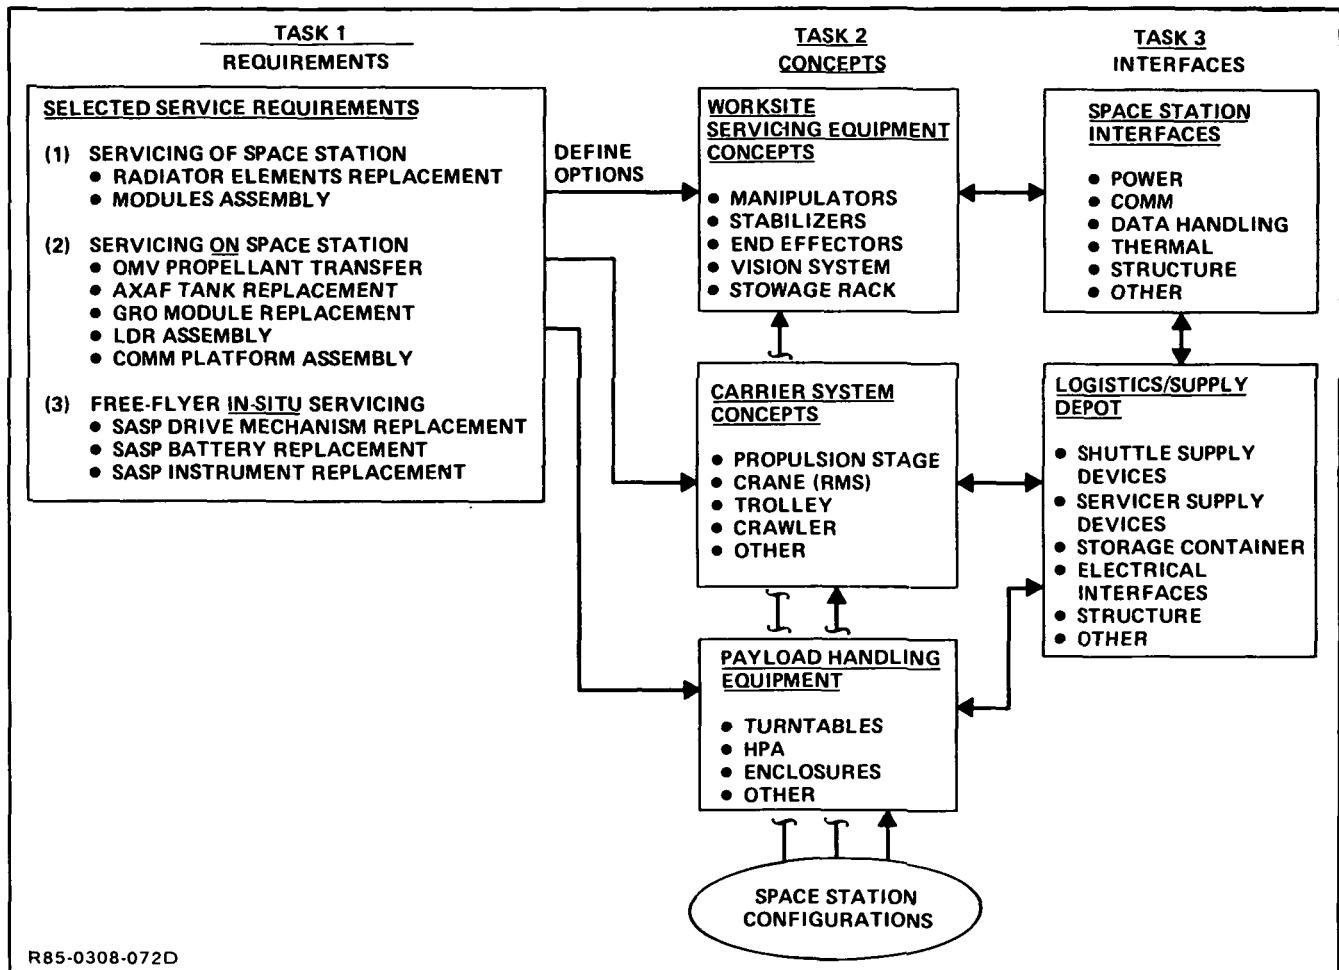 TASK 1
REQUIREMENTS
SELECTED SERVICE REQUIREMENTS
(1) SERVICING OF SPACE STATION
• RADIATOR ELEMENTS REPLACEMENT
• MODULES ASSEMBLY
(2) SERVICING ON SPACE STATION
• OMV PROPELLANT TRANSFER
• AXAF TANK REPLACEMENT
• GRO MODULE REPLACEMENT
• LDR ASSEMBLY
• COMM PLATFORM ASSEMBLY
(3) FREE-FLYER IN-SITU SERVICING
• SASP DRIVE MECHANISM REPLACEMENT
• SASP BATTERY REPLACEMENT
• SASP INSTRUMENT REPLACEMENT
DEFINE
OPTIONS
TASK 2
CONCEPTS
WORKSITE
SERVICING EQUIPMENT
CONCEPTS
• MANIPULATORS
• STABILIZERS
• END EFFECTORS
• VISION SYSTEM
• STOWAGE RACK
CARRIER SYSTEM
CONCEPTS
• PROPULSION STAGE
• CRANE (RMS)
• TROLLEY
• CRAWLER
• OTHER
PAYLOAD HANDLING
EQUIPMENT
• TURNTABLES
• HPA
• ENCLOSURES
• OTHER
SPACE STATION
CONFIGURATIONS
TASK 3
INTERFACES
SPACE STATION
INTERFACES
• POWER
• COMM
• DATA HANDLING
• THERMAL
• STRUCTURE
• OTHER
LOGISTICS/SUPPLY
DEPOT
• SHUTTLE SUPPLY
DEVICES
• SERVICER SUPPLY
DEVICES
• STORAGE CONTAINER
• ELECTRICAL
INTERFACES
• STRUCTURE
• OTHER
R85-0308-072D